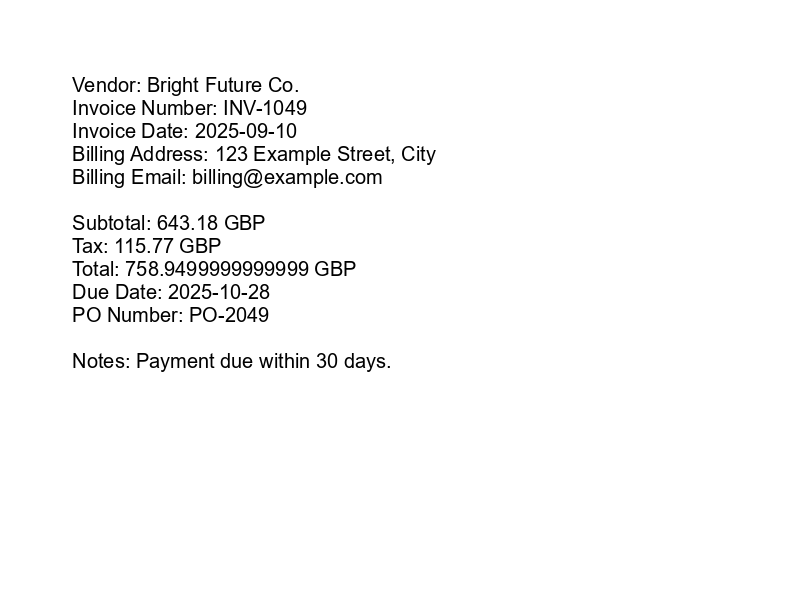 Vendor: Bright Future Co.
Invoice Number: INV-1049
Invoice Date: 2025-09-10
Billing Address: 123 Example Street, City
Billing Email: billing@example.com
Subtotal: 643.18 GBP
Tax: 115.77 GBP
Total: 758.9499999999999 GBP
Due Date: 2025-10-28
PO Number: PO-2049
Notes: Payment due within 30 days.